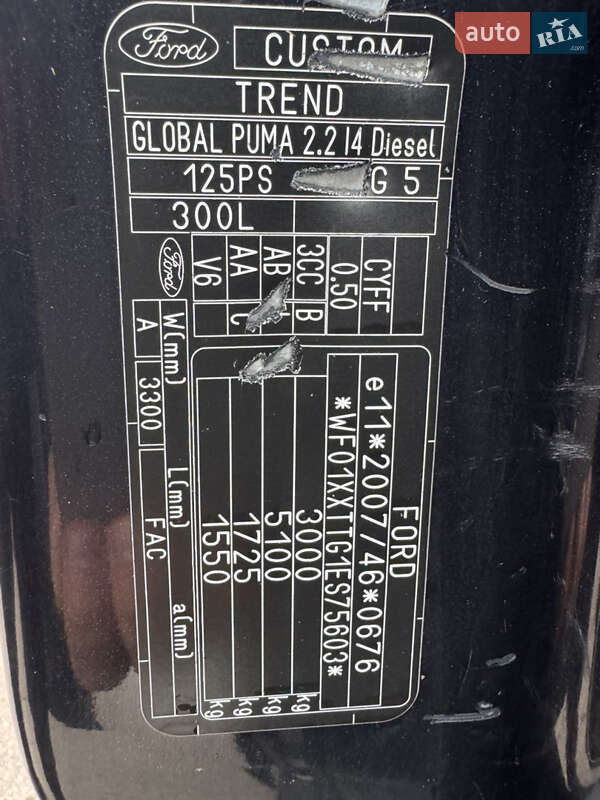 auto RIA.com
Ford CUSTOM
TREND
GLOBAL PUMA 2.2 I4 Diesel
125PS G 5
300L
CYFF
0.50
3CC B
AB
AA C
V6
Ford
FORD
e11*2007/46*0676
*WF01XXTTG1ES75603*
3000 kg
5100 kg
1725 kg
1550 kg
W(mm) L(mm) a(mm)
A 3300 FAC